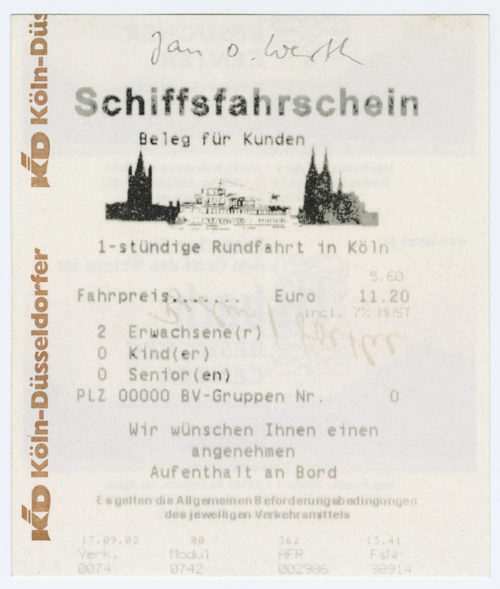 Jan o. Werth
Schiffsfahrschein
Beleg für Kunden
1-stündige Rundfahrt in Köln
5.60
Fahrpreis........ Euro 11.20
incl. 7% MWST
2 Erwachsene(r)
0 Kind(er)
0 Senior(en)
PLZ 00000 BV-Gruppen Nr. 0
Wir wünschen Ihnen einen
angenehmen
Aufenthalt an Bord
Es gelten die Allgemeinen Beforderungsbedingungen
des jeweiligen Verkehrsmittels
17.09.02 00 362 13.41
Verk. Modul AFR FsNr
0074 0742 002986 38914
KD Köln-Düsseldorfer
KD Köln-Düs